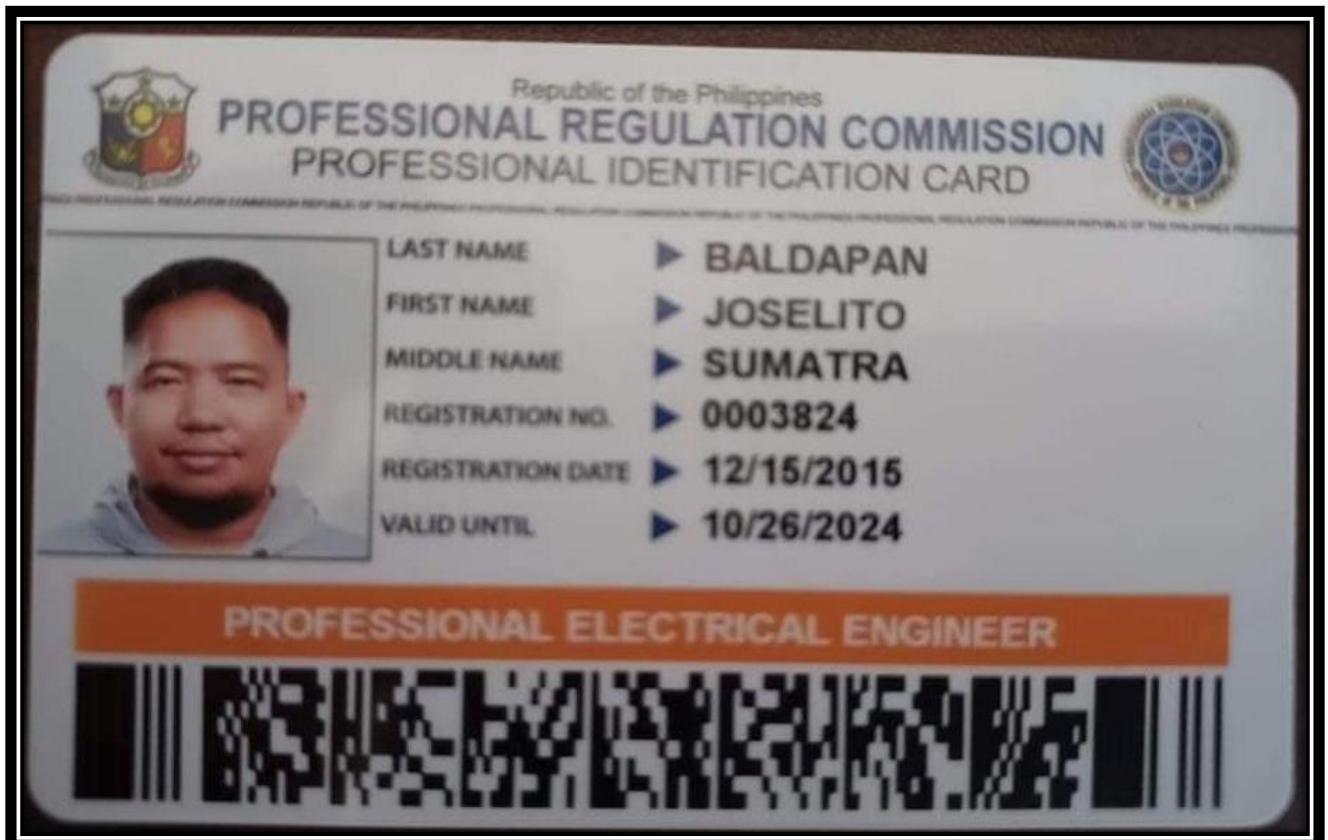 Republic of the Philippines
PROFESSIONAL REGULATION COMMISSION
PROFESSIONAL IDENTIFICATION CARD
LAST NAME BALDAPAN
FIRST NAME JOSELITO
MIDDLE NAME SUMATRA
REGISTRATION NO. 0003824
REGISTRATION DATE 12/15/2015
VALID UNTIL 10/26/2024
PROFESSIONAL ELECTRICAL ENGINEER